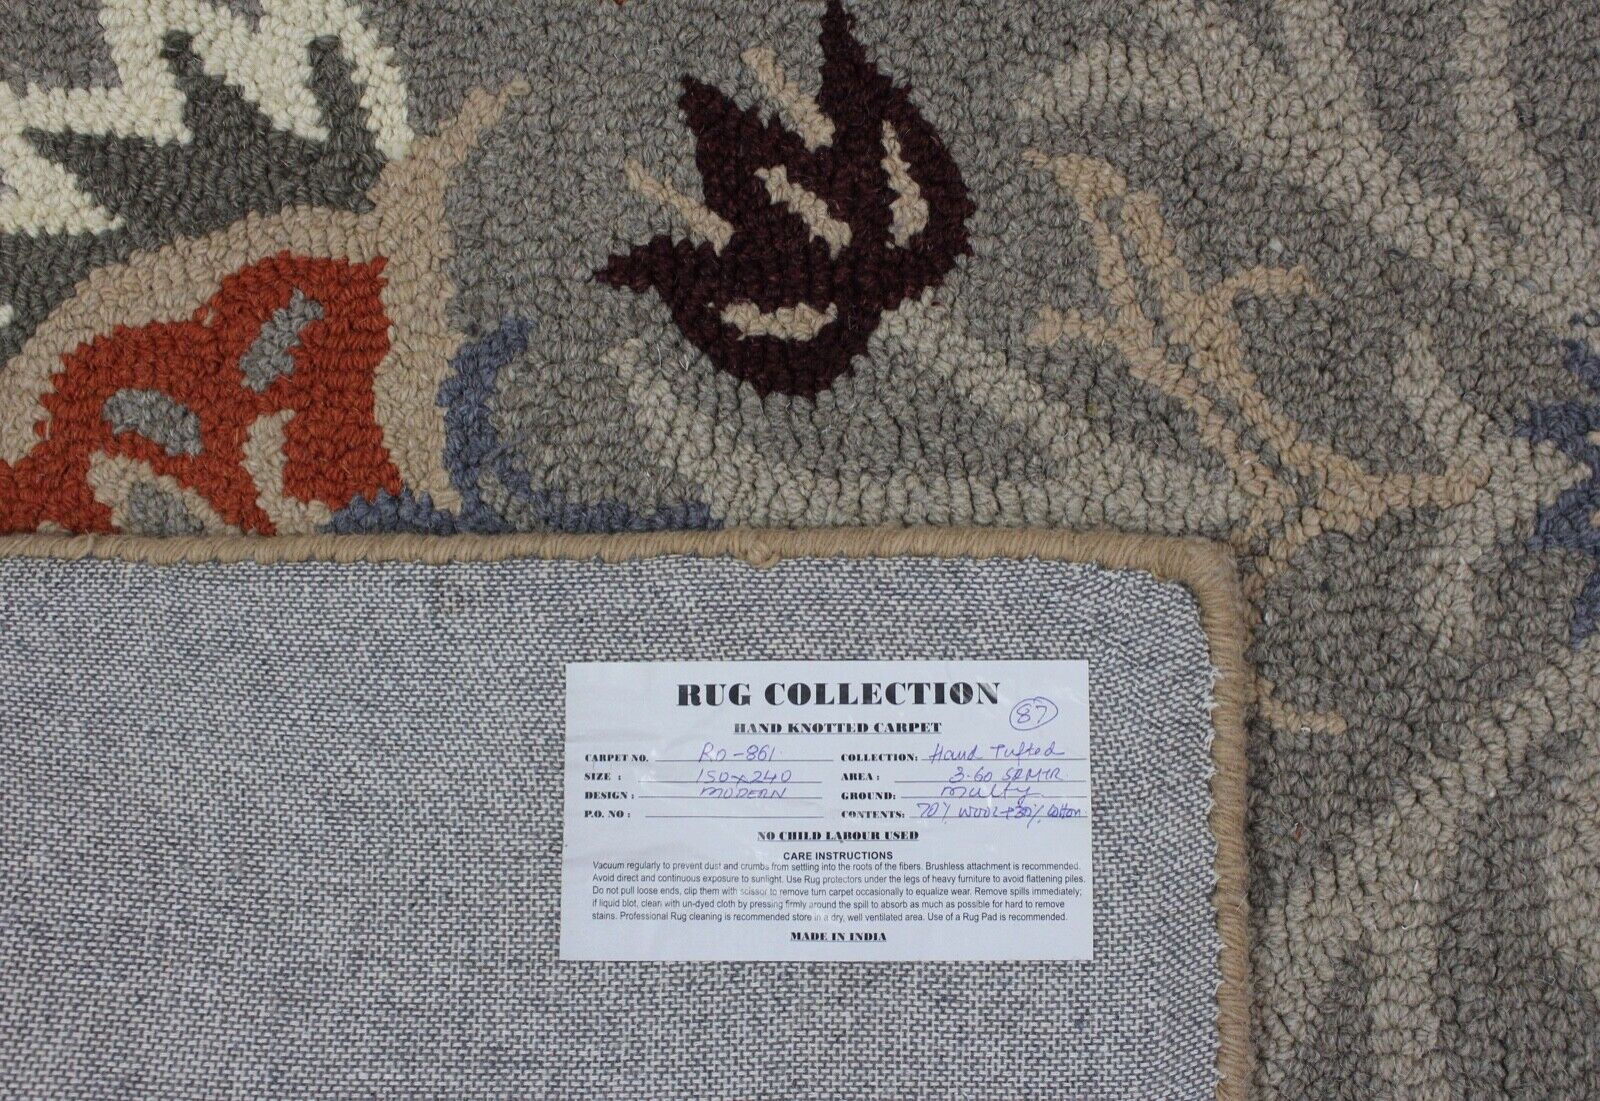 RUG COLLECTION
87
HAND KNOTTED CARPET
CARPET NO. RD-861. COLLECTION: Hand Tufted
SIZE : 150x240 AREA : 3.60 SQMTR.
DESIGN : MODERN GROUND: Multy
P.O. NO : CONTENTS: 70% WOOL+30% Cotton
NO CHILD LABOUR USED
CARE INSTRUCTIONS
Vacuum regularly to prevent dust and crumbs from settling into the roots of the fibers. Brushless attachment is recommended.
Avoid direct and continuous exposure to sunlight. Use Rug protectors under the legs of heavy furniture to avoid flattening piles.
Do not pull loose ends, clip them with scissor to remove turn carpet occasionally to equalize wear. Remove spills immediately;
if liquid blot, clean with un-dyed cloth by pressing firmly around the spill to absorb as much as possible for hard to remove
stains. Professional Rug cleaning is recommended store in a dry, well ventilated area. Use of a Rug Pad is recommended.
MADE IN INDIA